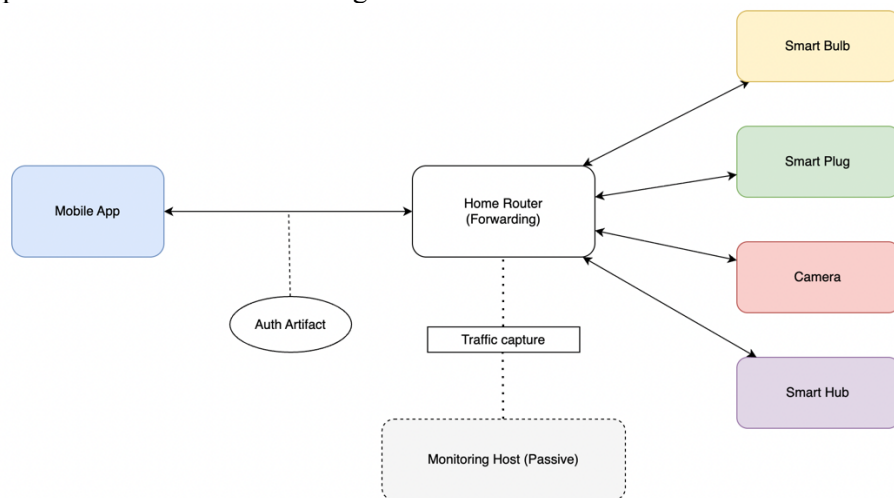 Smart Bulb
Smart Plug
Mobile App
Home Router
(Forwarding)
Camera
Auth Artifact
Traffic capture
Smart Hub
Monitoring Host (Passive)